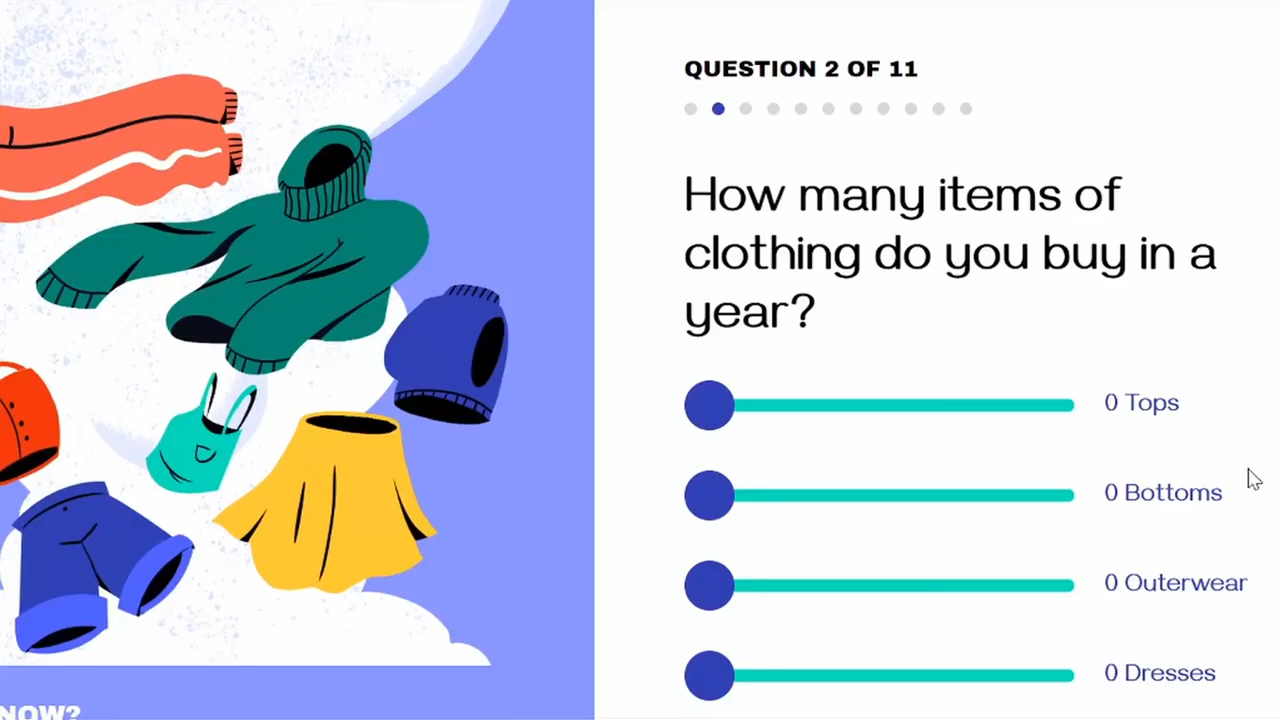 QUESTION 2 OF 11
How many items of
clothing do you buy in a
year?
0 Tops
0 Bottoms
0 Outerwear
0 Dresses
NOW?